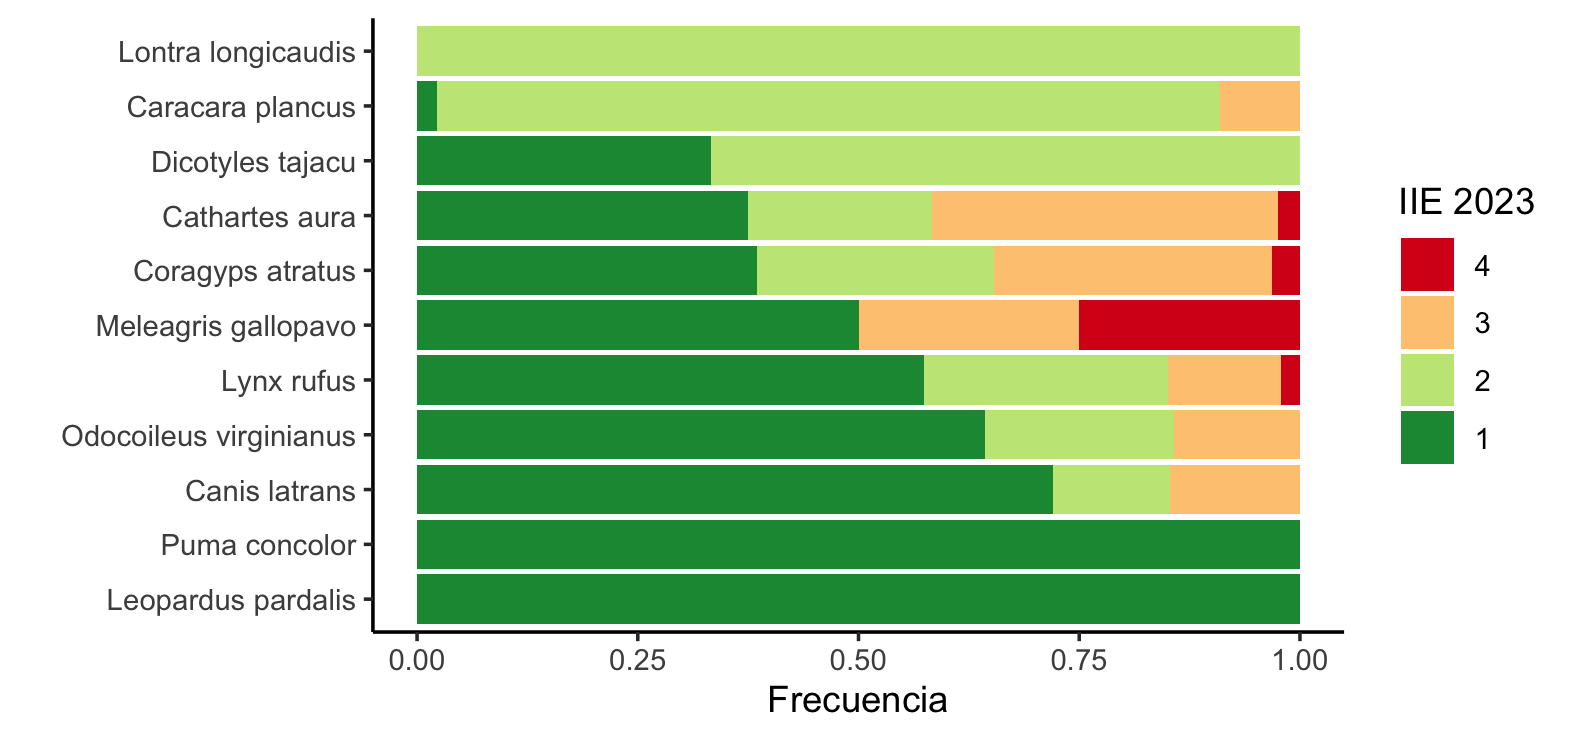 Lontra longicaudis
Caracara plancus
Dicotyles tajacu
Cathartes aura
Coragyps atratus
Meleagris gallopavo
Lynx rufus
Odocoileus virginianus
Canis latrans
Puma concolor
Leopardus pardalis
0.00 0.25 0.50 0.75 1.00
Frecuencia
IIE 2023
4
3
2
1